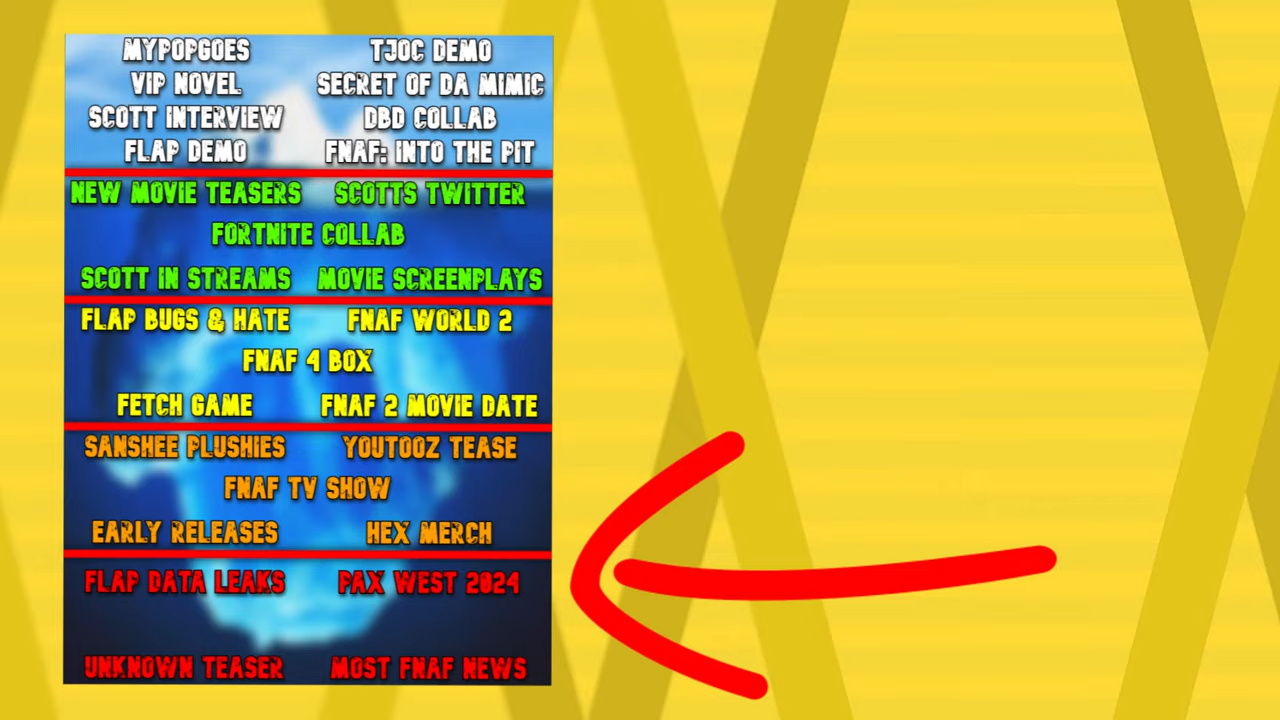 MYPOPGOES TJOC DEMO
VIP NOVEL SECRET OF DA MIMIC
SCOTT INTERVIEW DBD COLLAB
FLAP DEMO FNAF: INTO THE PIT
NEW MOVIE TEASERS SCOTTS TWITTER
FORTNITE COLLAB
SCOTT IN STREAMS MOVIE SCREENPLAYS
FLAP BUGS & HATE FNAF WORLD 2
FNAF 4 BOX
FETCH GAME FNAF 2 MOVIE DATE
SANSHEE PLUSHIES YOUTOOZ TEASE
FNAF TV SHOW
EARLY RELEASES HEX MERCH
FLAP DATA LEAKS PAX WEST 2024
UNKNOWN TEASER MOST FNAF NEWS